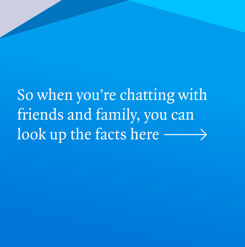 So when you’re chatting with
friends and family, you can
look up the facts here